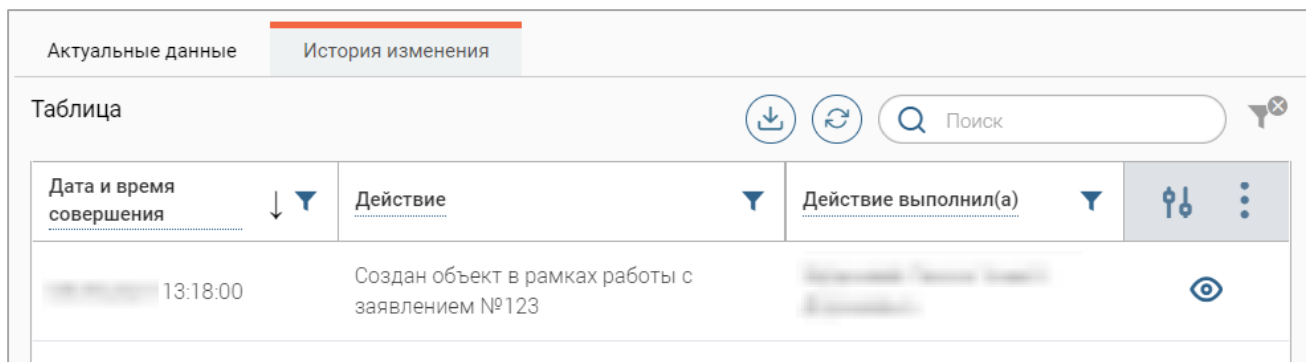 Актуальные данные
История изменения
Таблица
Поиск
Дата и время
совершения
Действие
Действие выполнил(а)
13:18:00
Создан объект в рамках работы с
заявлением №123